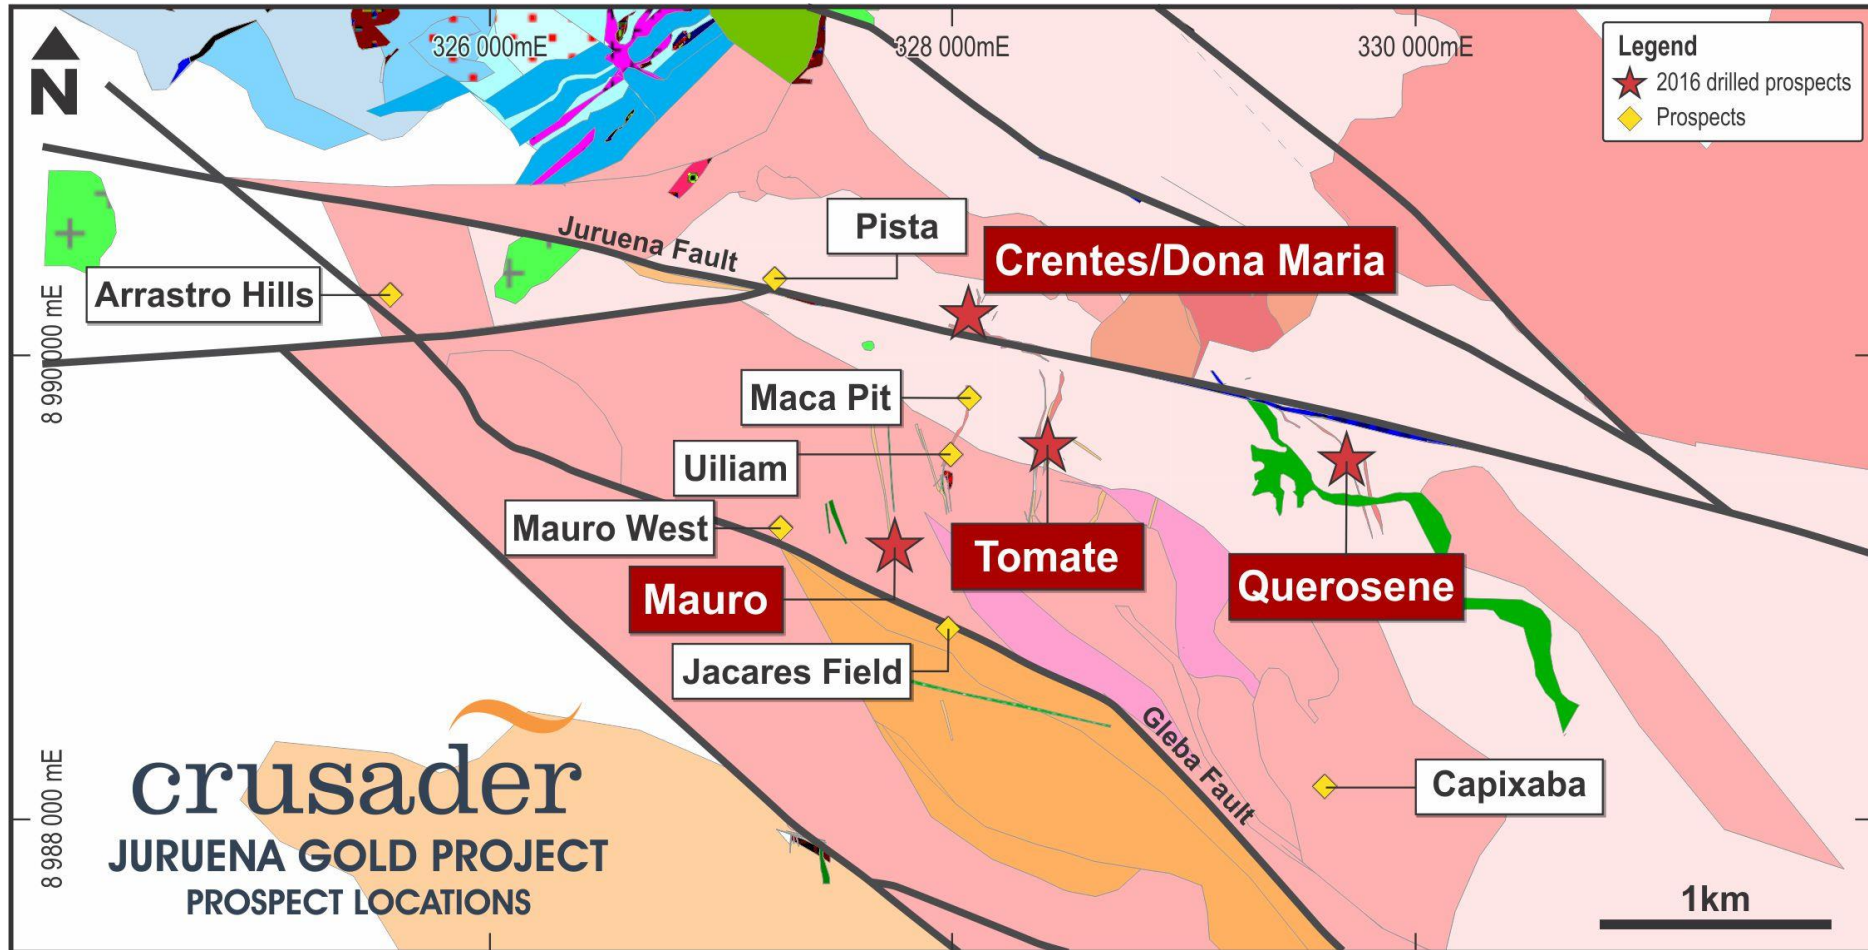 326 000mE
328 000mE
330 000mE
Legend
2016 drilled prospects
Prospects
N
Juruena Fault
Pista
Crentes/Dona Maria
Arrastro Hills
8 990 000 mE
Maca Pit
Uiliam
Mauro West
Tomate
Querosene
Mauro
Jacares Field
Gleba Fault
Capixaba
8 988 000 mE
crusader
JURUENA GOLD PROJECT
PROSPECT LOCATIONS
1km